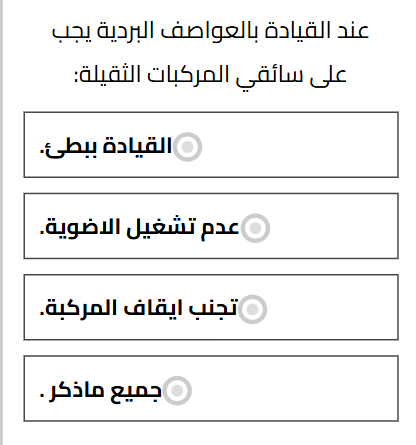 عند القيادة بالعواصف البردية يجب
على سائقي المركبات الثقيلة:
القيادة ببطئ.
عدم تشغيل الاضوية.
تجنب ايقاف المركبة.
جميع ماذكر .